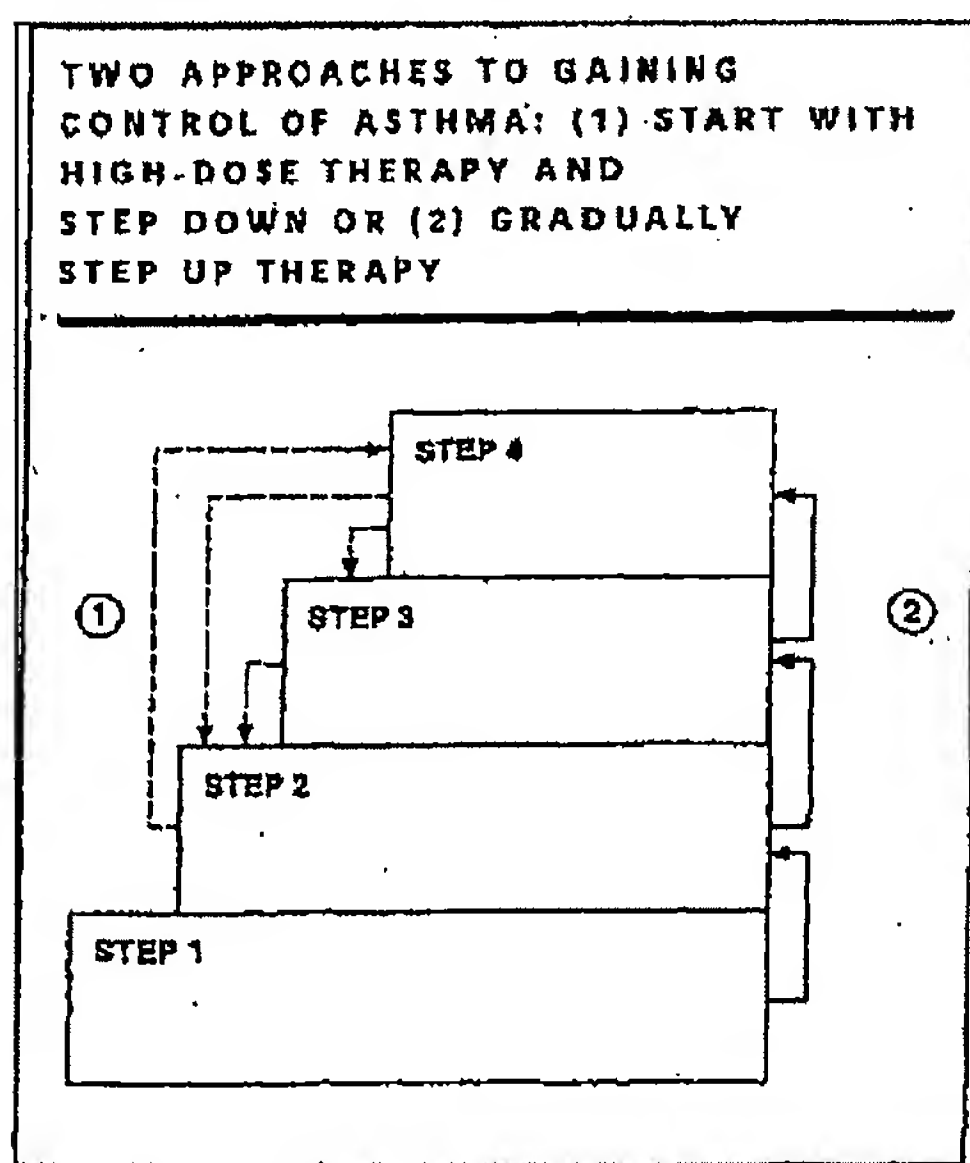 TWO APPROACHES TO GAINING
CONTROL OF ASTHMA: (1) START WITH
HIGH-DOSE THERAPY AND
STEP DOWN OR (2) GRADUALLY
STEP UP THERAPY
STEP 4
1
STEP 3
2
STEP 2
STEP 1